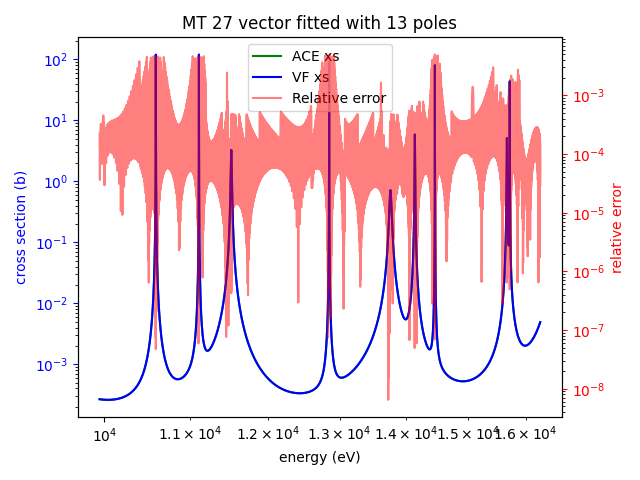 MT 27 vector fitted with 13 poles
ACE xs
VF xs
Relative error
cross section (b)
10²
10¹
10⁰
10⁻¹
10⁻²
10⁻³
relative error
10⁻³
10⁻⁴
10⁻⁵
10⁻⁶
10⁻⁷
10⁻⁸
10⁴ 1.1×10⁴ 1.2×10⁴ 1.3×10⁴ 1.4×10⁴ 1.5×10⁴ 1.6×10⁴
energy (eV)